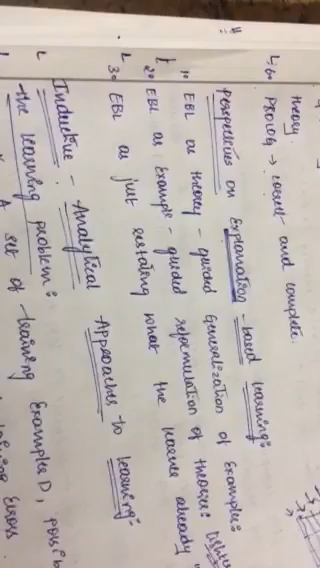 theory.
PROLOG → correct and complete.
Perspectives on Explanation-based learning:
1. EBL as theory-guided Generalization of Examples:
2. EBL as Example-guided reformulation of theories:
3. EBL as just restating what the learner already
Inductive - Analytical Approaches to learning:
-the learning problem:
A set of training Examples D,
Errors.